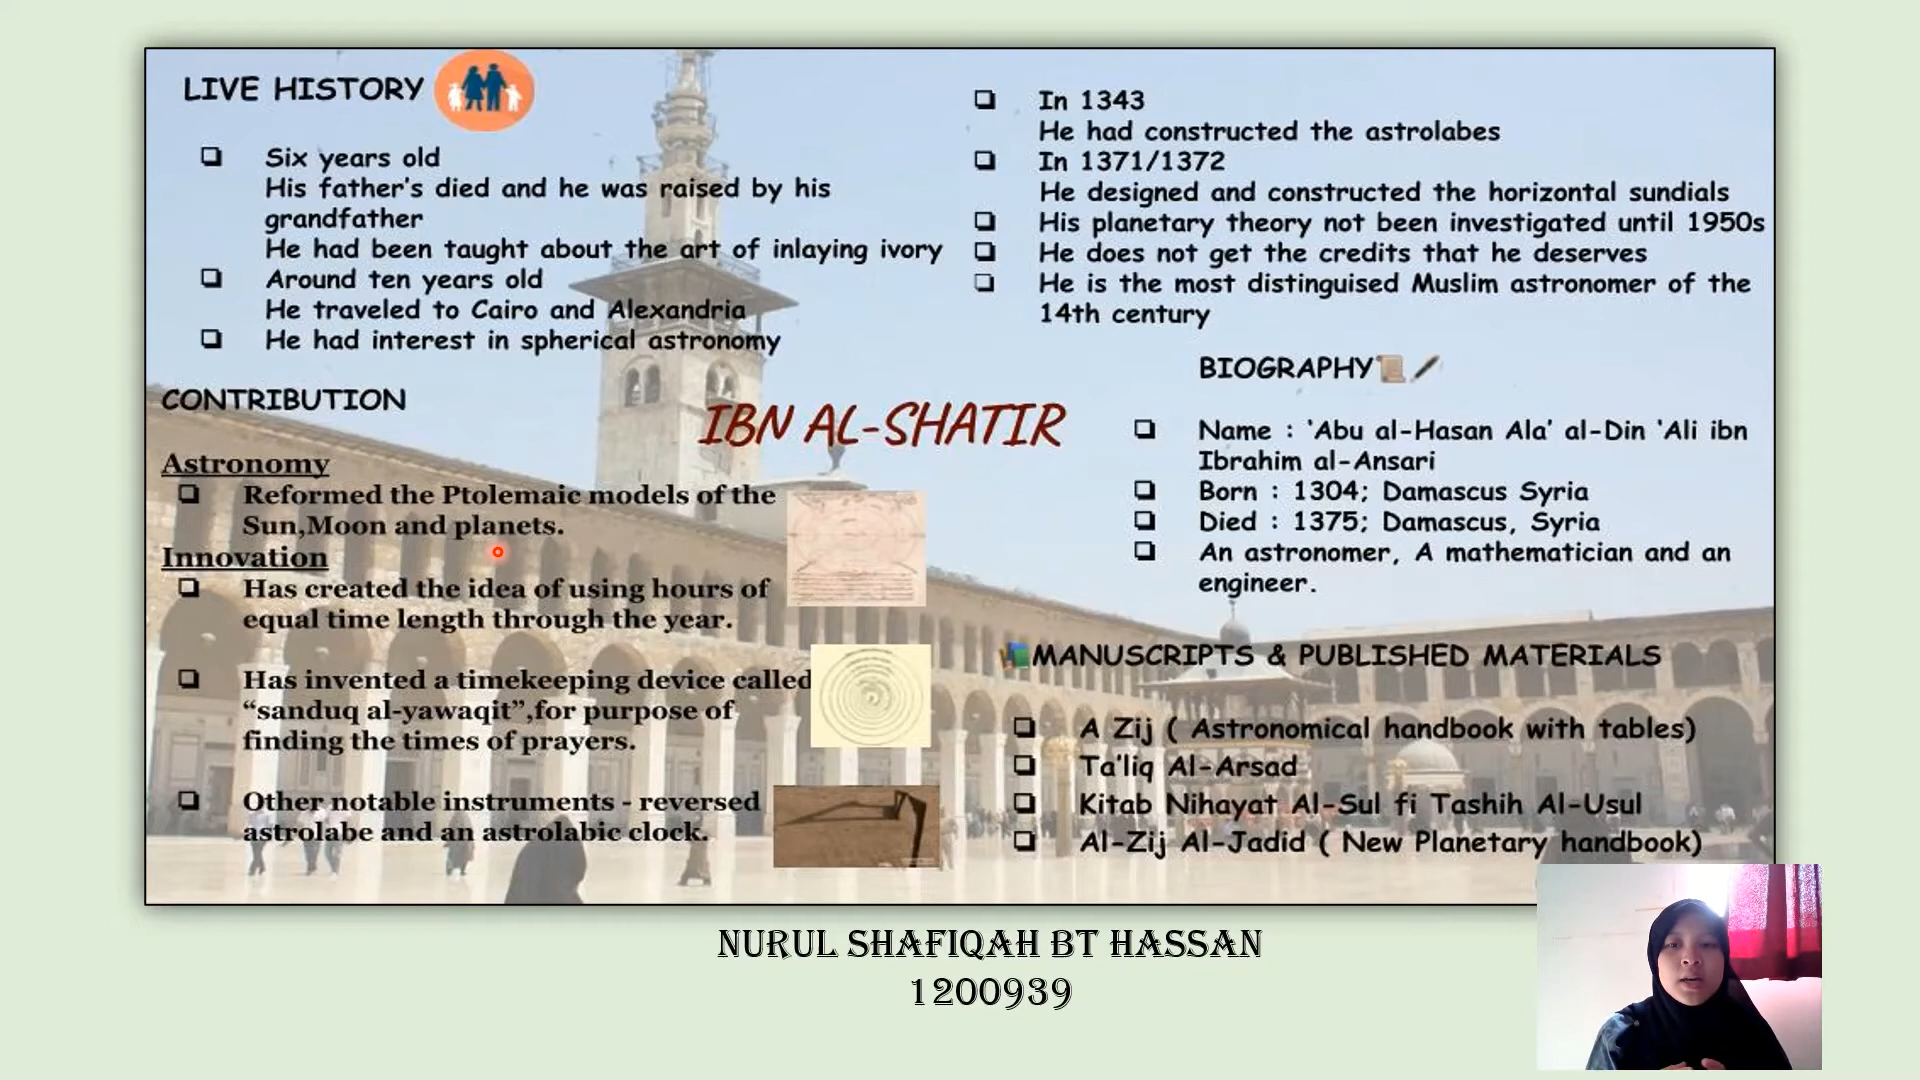 LIVE HISTORY
❑ Six years old
His father's died and he was raised by his
grandfather
He had been taught about the art of inlaying ivory
❑ Around ten years old
He traveled to Cairo and Alexandria
❑ He had interest in spherical astronomy
❑ In 1343
He had constructed the astrolabes
❑ In 1371/1372
He designed and constructed the horizontal sundials
❑ His planetary theory not been investigated until 1950s
❑ He does not get the credits that he deserves
❑ He is the most distinguised Muslim astronomer of the
14th century
IBN AL-SHATIR
CONTRIBUTION
Astronomy
❑ Reformed the Ptolemaic models of the
Sun,Moon and planets.
Innovation
❑ Has created the idea of using hours of
equal time length through the year.
❑ Has invented a timekeeping device called
“sanduq al-yawaqit”,for purpose of
finding the times of prayers.
❑ Other notable instruments - reversed
astrolabe and an astrolabic clock.
BIOGRAPHY
❑ Name : ‘Abu al-Hasan Ala’ al-Din ‘Ali ibn
Ibrahim al-Ansari
❑ Born : 1304; Damascus Syria
❑ Died : 1375; Damascus, Syria
❑ An astronomer, A mathematician and an
engineer.
MANUSCRIPTS & PUBLISHED MATERIALS
❑ A Zij ( Astronomical handbook with tables)
❑ Ta’liq Al-Arsad
❑ Kitab Nihayat Al-Sul fi Tashih Al-Usul
❑ Al-Zij Al-Jadid ( New Planetary handbook)
NURUL SHAFIQAH BT HASSAN
1200939